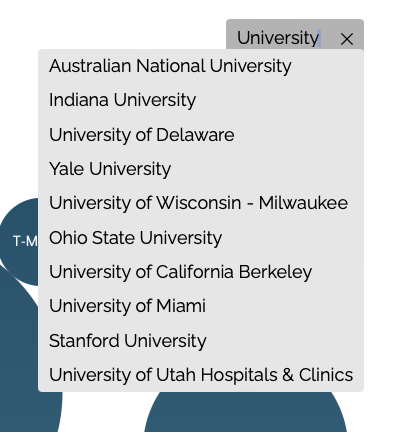 University
Australian National University
Indiana University
University of Delaware
Yale University
University of Wisconsin - Milwaukee
T-M
Ohio State University
University of California Berkeley
University of Miami
Stanford University
University of Utah Hospitals & Clinics